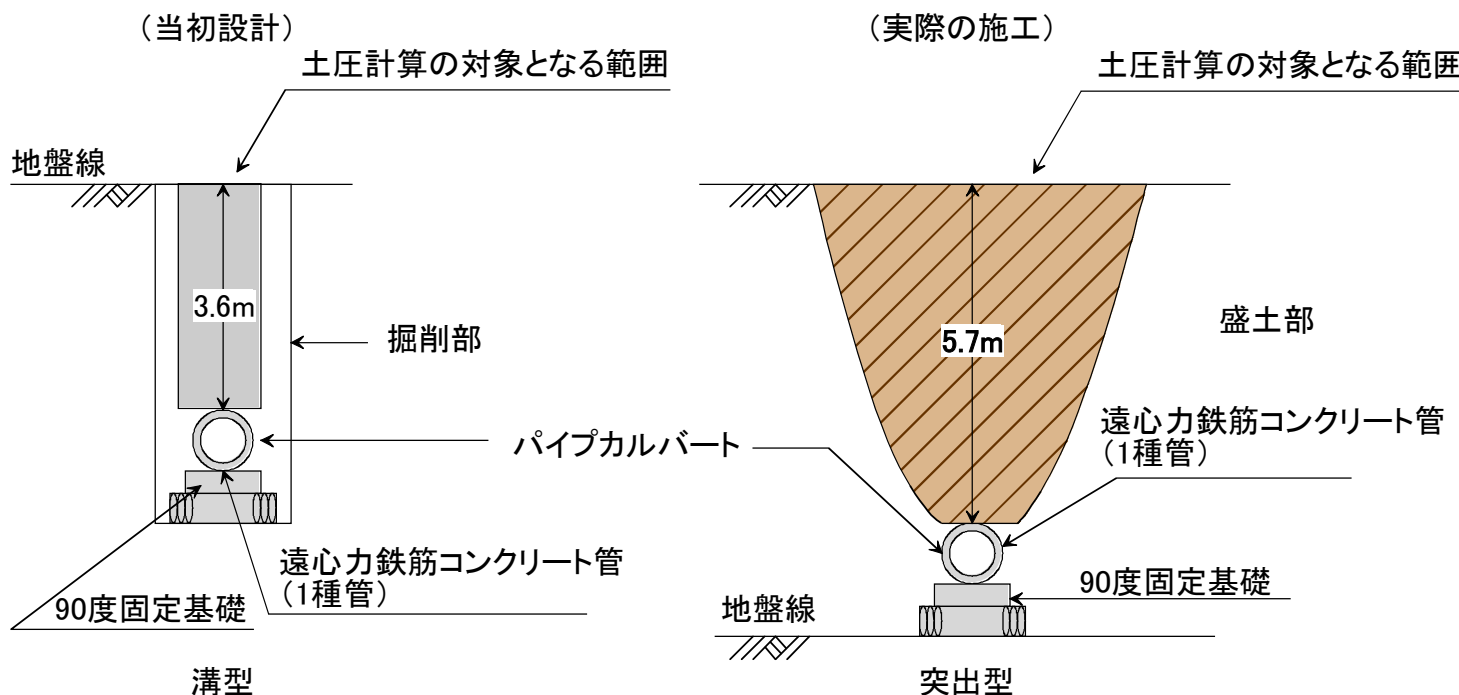 (当初設計)
土圧計算の対象となる範囲
地盤線
3.6m
掘削部
パイプカルバート
遠心力鉄筋コンクリート管
(1種管)
90度固定基礎
溝型
(実際の施工)
土圧計算の対象となる範囲
5.7m
盛土部
遠心力鉄筋コンクリート管
(1種管)
90度固定基礎
地盤線
突出型